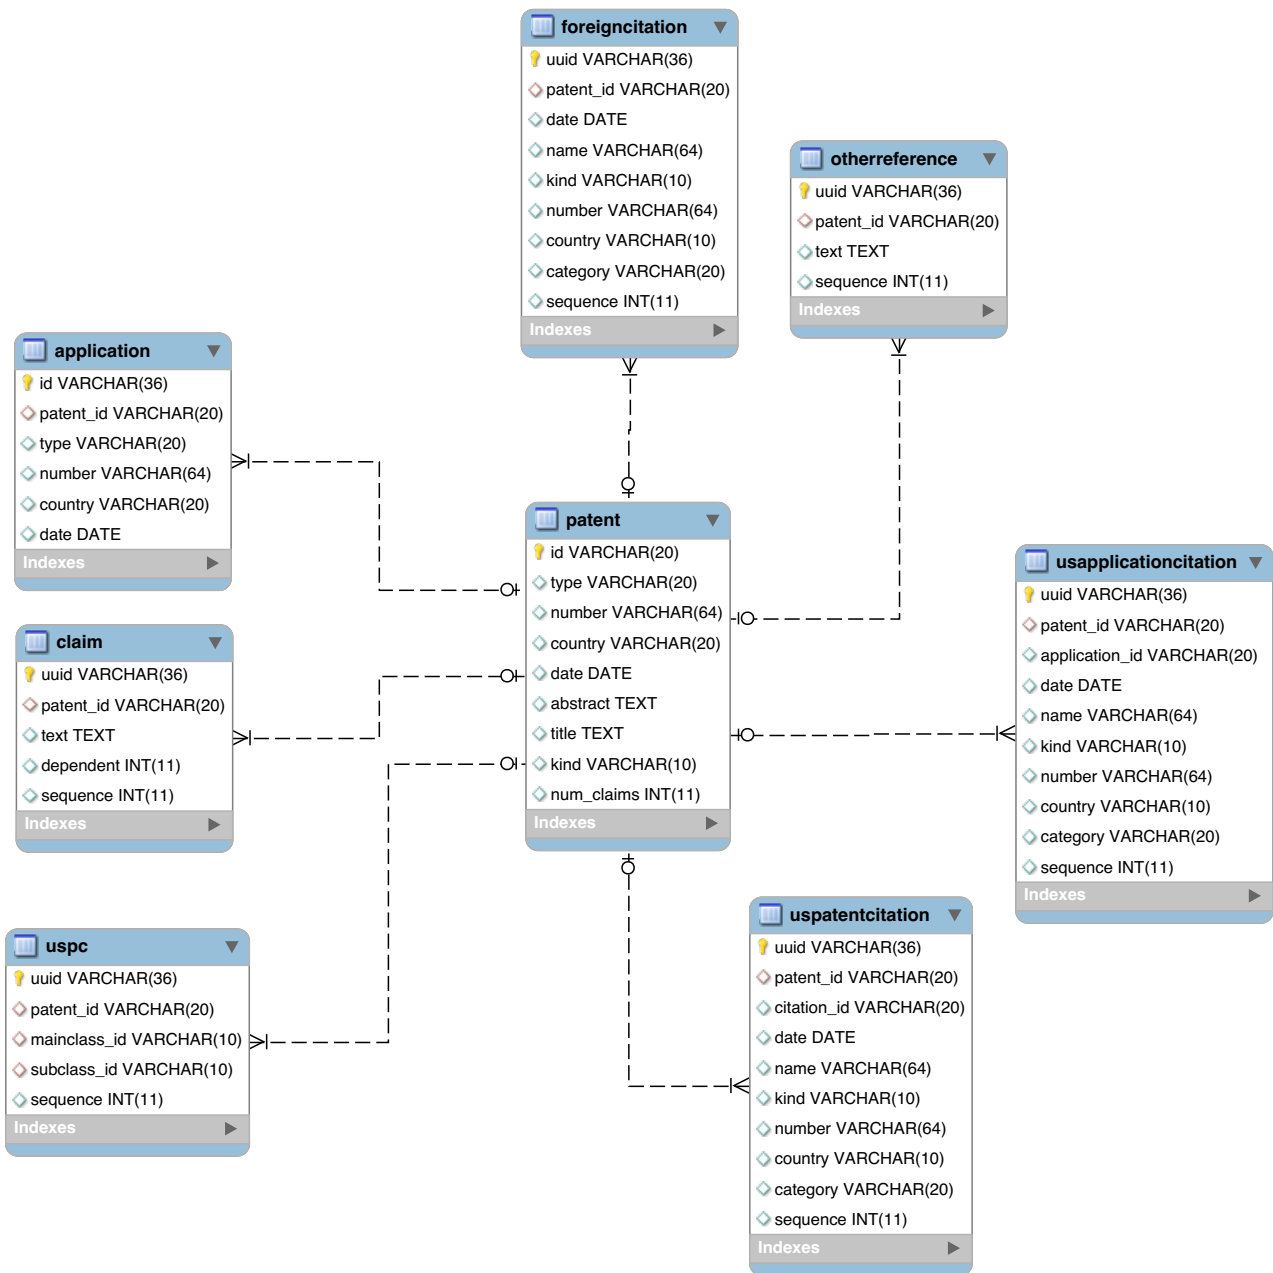 foreigncitation
uuid VARCHAR(36)
patent_id VARCHAR(20)
date DATE
name VARCHAR(64)
kind VARCHAR(10)
number VARCHAR(64)
country VARCHAR(10)
category VARCHAR(20)
sequence INT(11)
Indexes
otherreference
uuid VARCHAR(36)
patent_id VARCHAR(20)
text TEXT
sequence INT(11)
Indexes
application
id VARCHAR(36)
patent_id VARCHAR(20)
type VARCHAR(20)
number VARCHAR(64)
country VARCHAR(20)
date DATE
Indexes
patent
id VARCHAR(20)
type VARCHAR(20)
number VARCHAR(64)
country VARCHAR(20)
date DATE
abstract TEXT
title TEXT
kind VARCHAR(10)
num_claims INT(11)
Indexes
usapplicationcitation
uuid VARCHAR(36)
patent_id VARCHAR(20)
application_id VARCHAR(20)
date DATE
name VARCHAR(64)
kind VARCHAR(10)
number VARCHAR(64)
country VARCHAR(10)
category VARCHAR(20)
sequence INT(11)
Indexes
claim
uuid VARCHAR(36)
patent_id VARCHAR(20)
text TEXT
dependent INT(11)
sequence INT(11)
Indexes
uspc
uuid VARCHAR(36)
patent_id VARCHAR(20)
mainclass_id VARCHAR(10)
subclass_id VARCHAR(10)
sequence INT(11)
Indexes
uspatentcitation
uuid VARCHAR(36)
patent_id VARCHAR(20)
citation_id VARCHAR(20)
date DATE
name VARCHAR(64)
kind VARCHAR(10)
number VARCHAR(64)
country VARCHAR(10)
category VARCHAR(20)
sequence INT(11)
Indexes